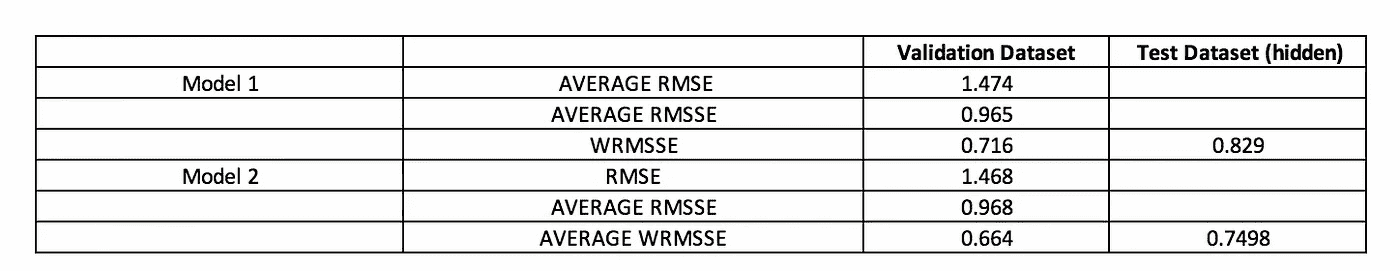 Validation Dataset Test Dataset (hidden)
Model 1 AVERAGE RMSE 1.474
AVERAGE RMSSE 0.965
WRMSSE 0.716 0.829
Model 2 RMSE 1.468
AVERAGE RMSSE 0.968
AVERAGE WRMSSE 0.664 0.7498